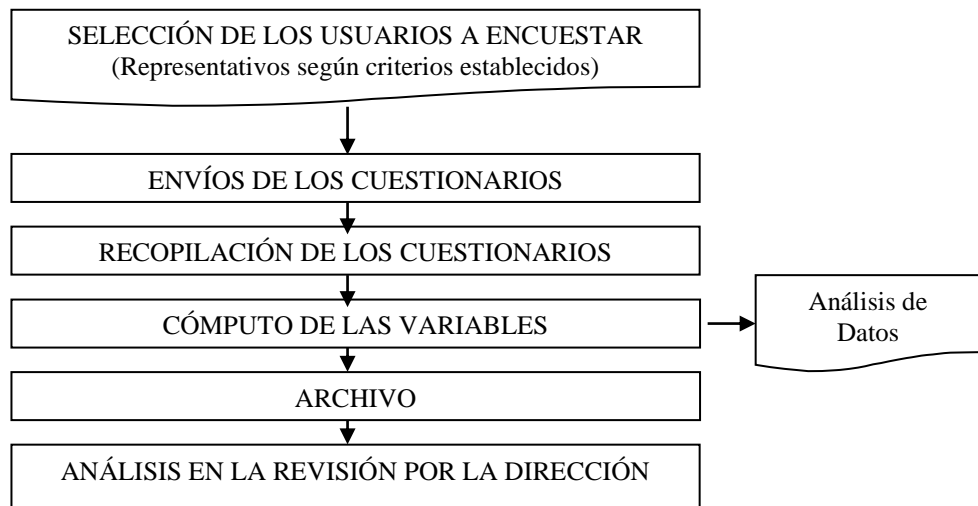 SELECCIÓN DE LOS USUARIOS A ENCUESTAR
(Representativos según criterios establecidos)
ENVÍOS DE LOS CUESTIONARIOS
RECOPILACIÓN DE LOS CUESTIONARIOS
CÓMPUTO DE LAS VARIABLES
Análisis de
Datos
ARCHIVO
ANÁLISIS EN LA REVISIÓN POR LA DIRECCIÓN